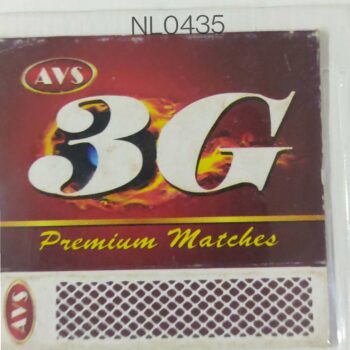 NL0435
AVS
3G
Premium Matches
AVS